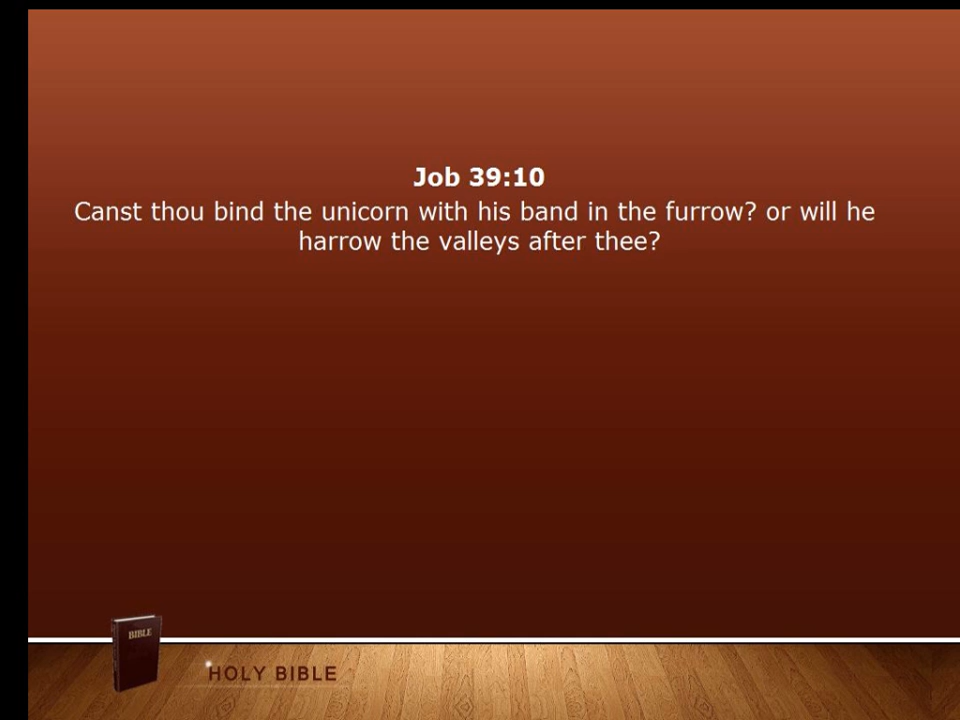 Job 39:10
Canst thou bind the unicorn with his band in the furrow? or will he
harrow the valleys after thee?
BIBLE
HOLY BIBLE